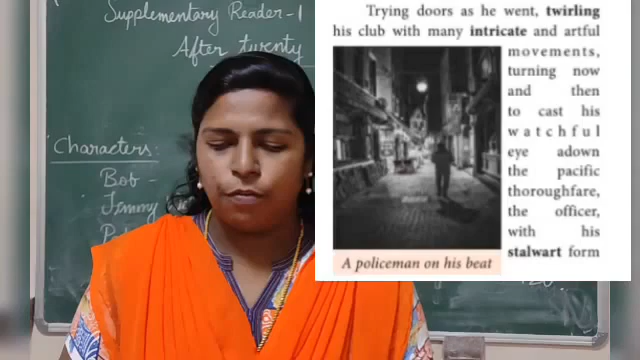 Supplementary Reader-1
After twenty
Characters:
Bob -
Jimmy
Trying doors as he went, twirling
his club with many intricate and artful
movements,
turning now
and then
to cast his
watchful
eye adown
the pacific
thoroughfare,
the officer,
with his
stalwart form
A policeman on his beat